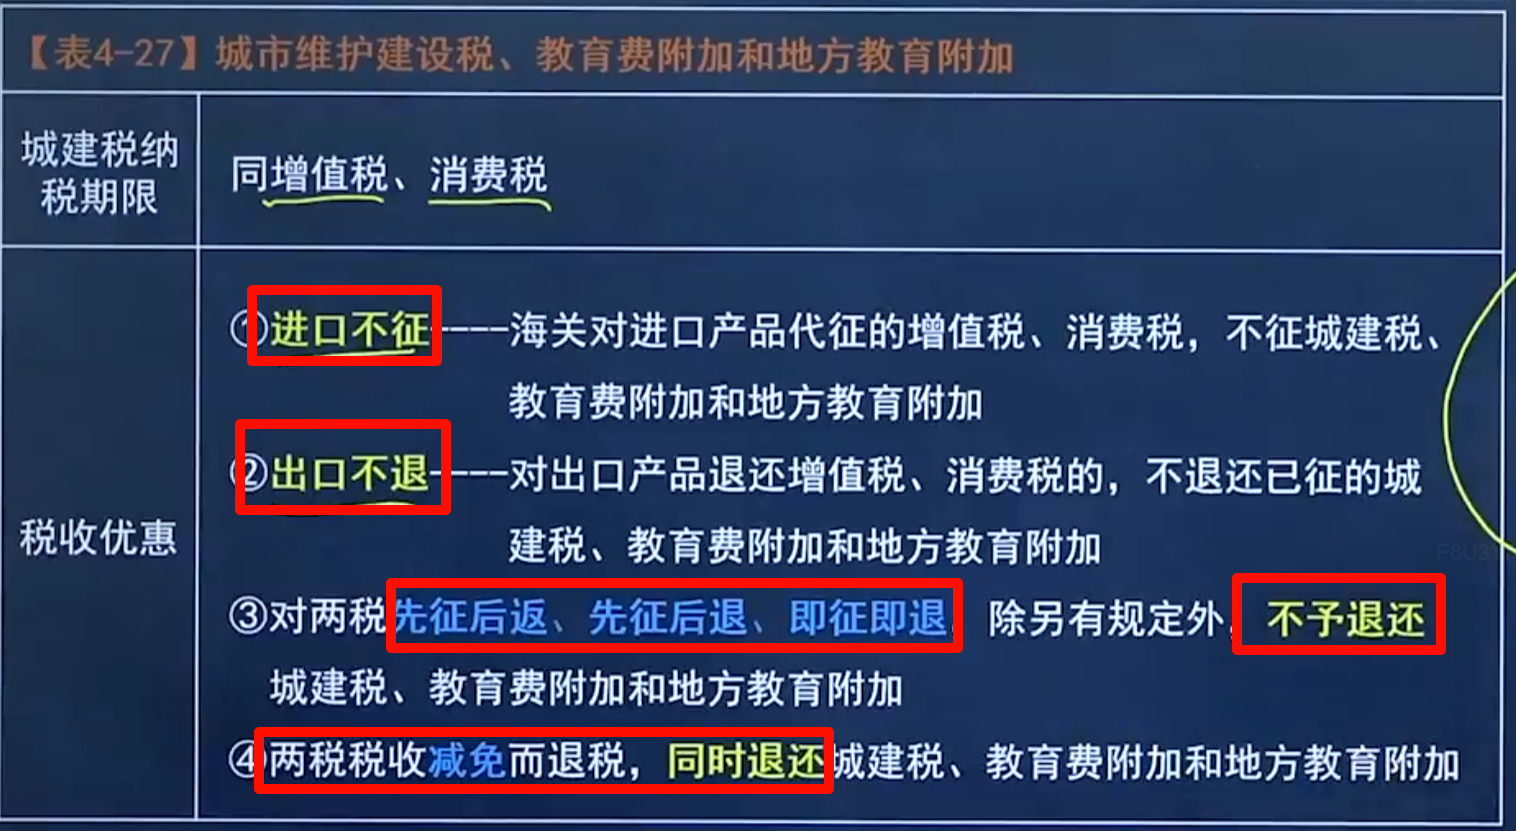 【表4-27】城市维护建设税、教育费附加和地方教育附加
城建税纳
税期限
同增值税、消费税
税收优惠
①进口不征----海关对进口产品代征的增值税、消费税，不征城建税、
教育费附加和地方教育附加
②出口不退----对出口产品退还增值税、消费税的，不退还已征的城
建税、教育费附加和地方教育附加
③对两税先征后返、先征后退、即征即退，除另有规定外，不予退还
城建税、教育费附加和地方教育附加
④两税税收减免而退税，同时退还城建税、教育费附加和地方教育附加